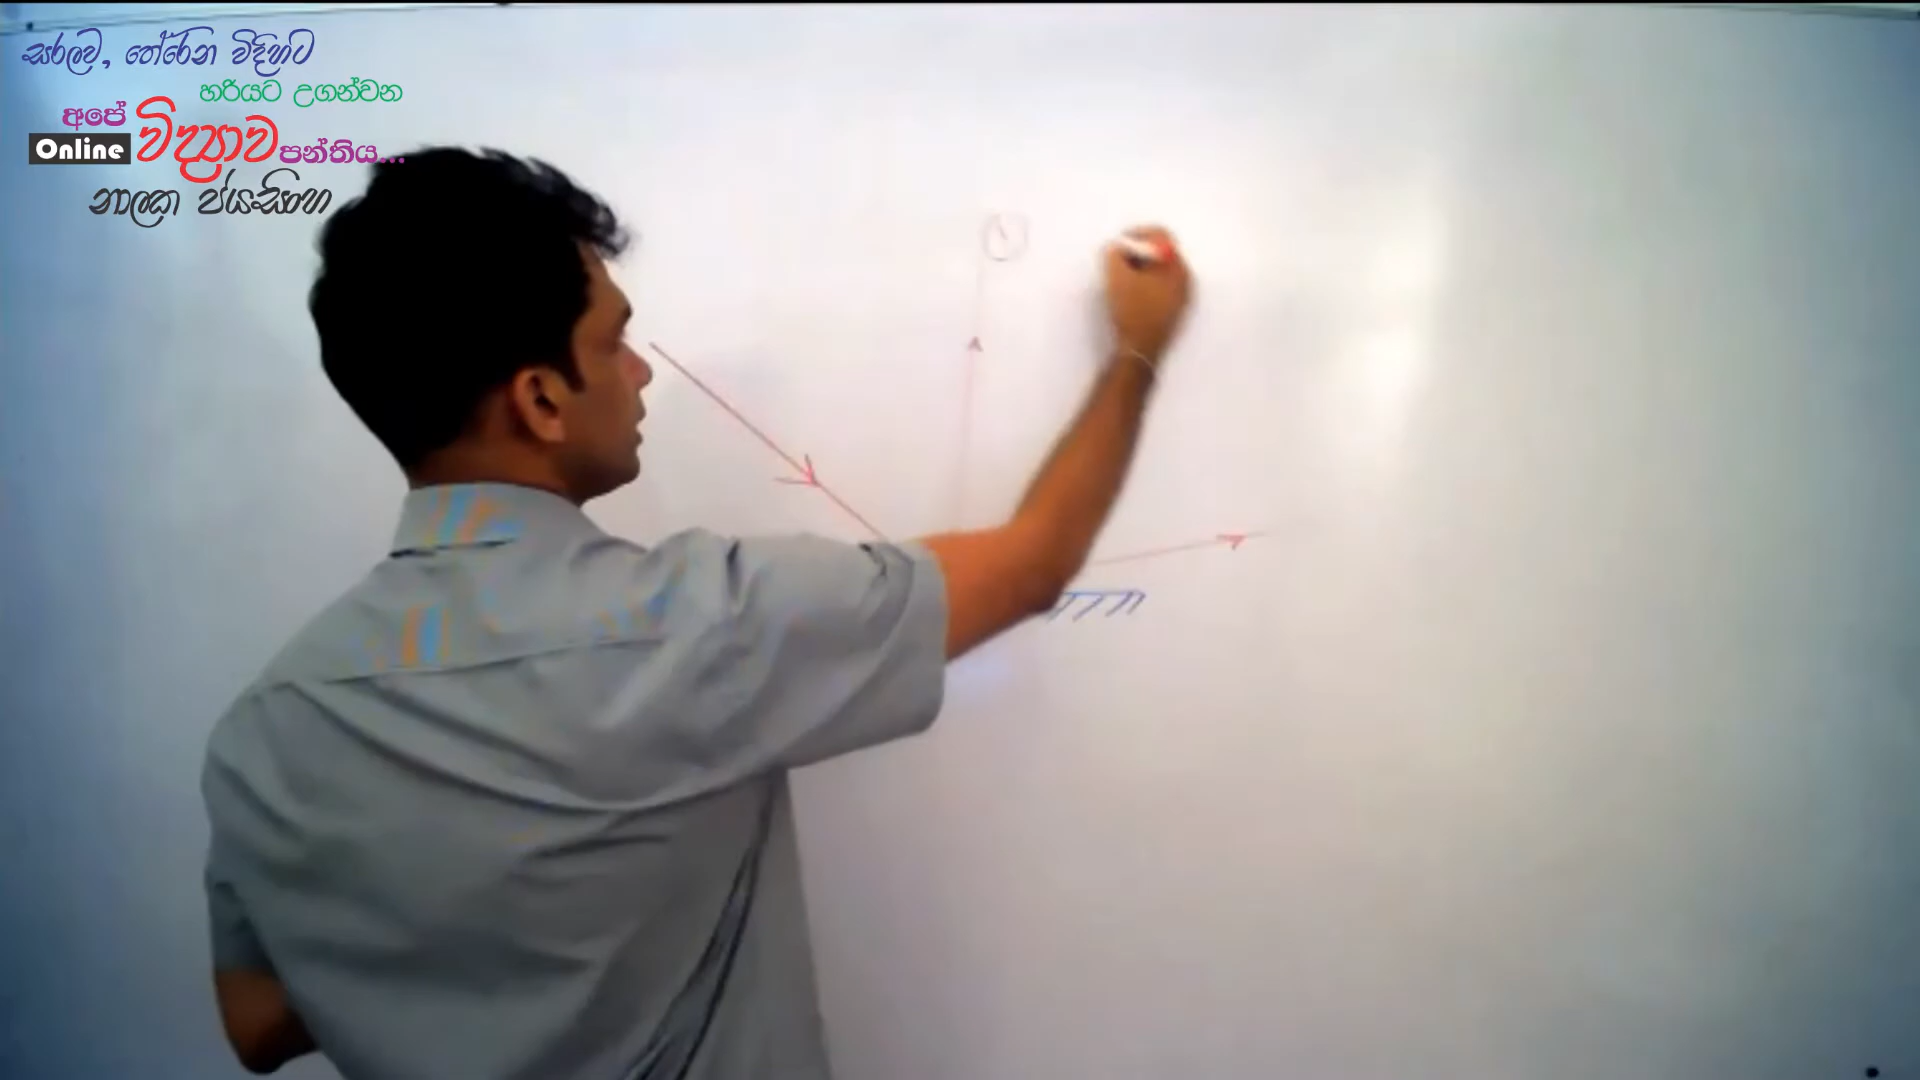 සරලව, තේරෙන විදිහට
හරියට උගන්වන
අපේ
Online විද්‍යාව පන්තිය...
නාලක ජයසිංහ